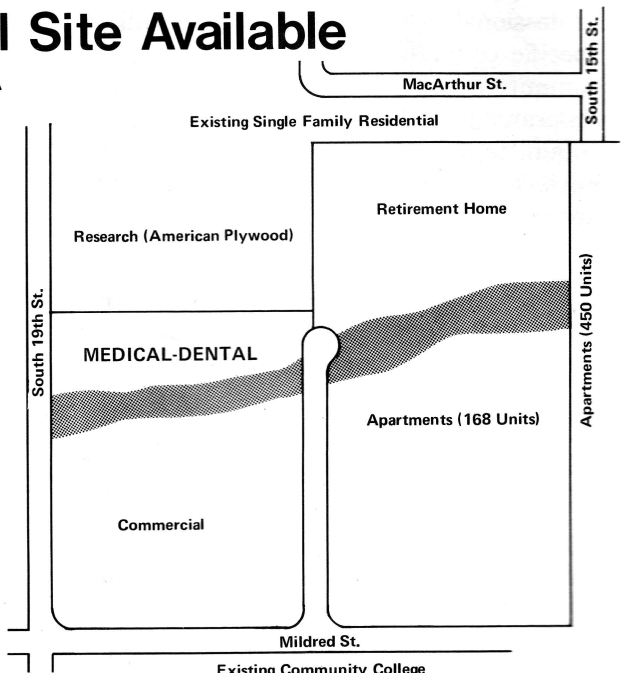 Site Available
MacArthur St.
South 15th St.
Existing Single Family Residential
Retirement Home
Research (American Plywood)
South 19th St.
MEDICAL-DENTAL
Apartments (450 Units)
Apartments (168 Units)
Commercial
Mildred St.
Existing Community College